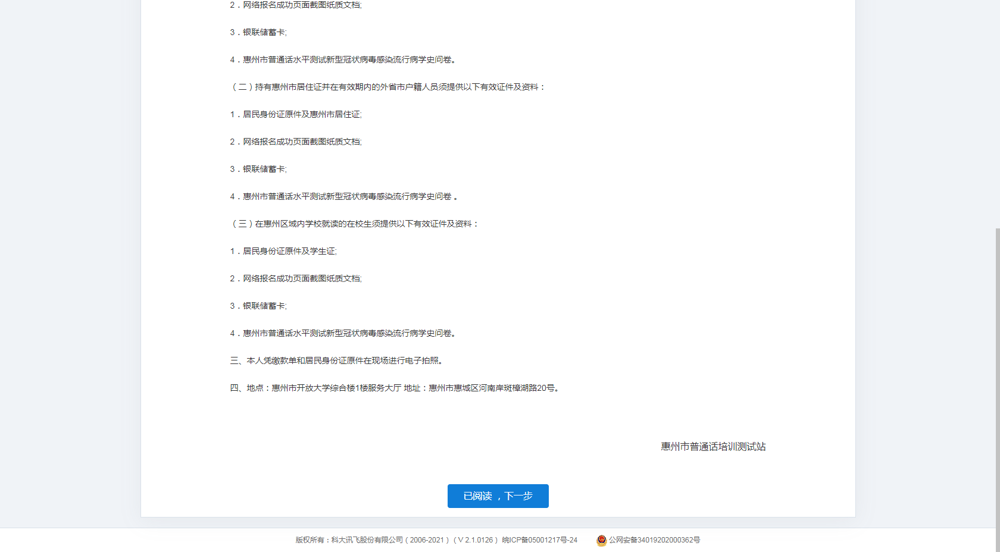 2．网络报名成功页面截图纸质文档;
3．银联储蓄卡;
4．惠州市普通话水平测试新型冠状病毒感染流行病学史问卷。
（二）持有惠州市居住证并在有效期内的外省市户籍人员须提供以下有效证件及资料：
1．居民身份证原件及惠州市居住证;
2．网络报名成功页面截图纸质文档;
3．银联储蓄卡;
4．惠州市普通话水平测试新型冠状病毒感染流行病学史问卷 。
（三）在惠州区域内学校就读的在校生须提供以下有效证件及资料：
1．居民身份证原件及学生证;
2．网络报名成功页面截图纸质文档;
3．银联储蓄卡;
4．惠州市普通话水平测试新型冠状病毒感染流行病学史问卷。
三、本人凭缴款单和居民身份证原件在现场进行电子拍照。
四、地点：惠州市开放大学综合楼1楼服务大厅 地址：惠州市惠城区河南岸斑樟湖路20号。
惠州市普通话培训测试站
已阅读 ，下一步
版权所有：科大讯飞股份有限公司（2006-2021）（V 2.1.0126） 皖ICP备05001217号-24 公网安备34019202000362号